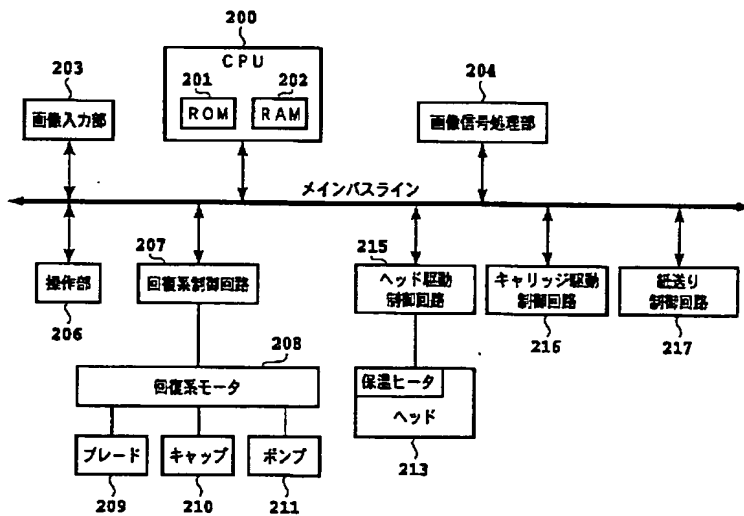 200
CPU
203
201
202
204
画像入力部
ROM
RAM
画像信号処理部
メインバスライン
207
215
操作部
回復系制御回路
ヘッド駆動
制御回路
キャリッジ駆動
制御回路
紙送り
制御回路
206
216
217
208
回復系モータ
保温ヒータ
ヘッド
ブレード
キャップ
ポンプ
213
209
210
211